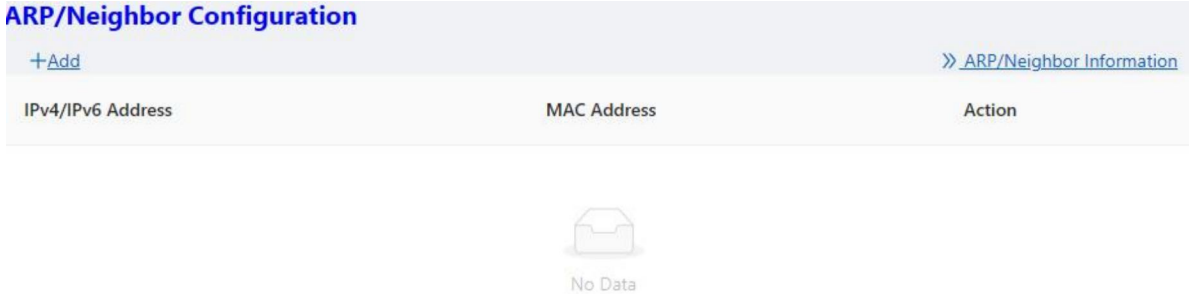 ARP/Neighbor Configuration
+Add
» ARP/Neighbor Information
IPv4/IPv6 Address MAC Address Action
No Data